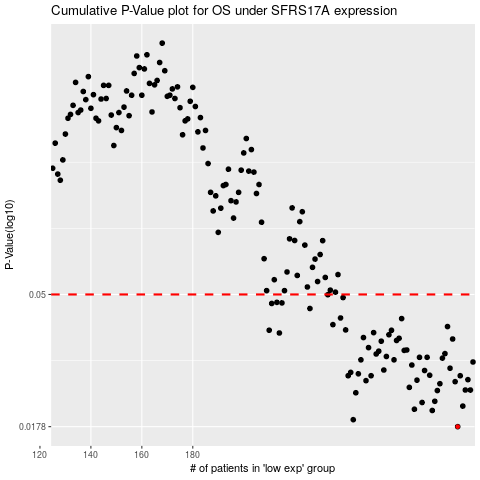 Cumulative P-Value plot for OS under SFRS17A expression
P-Value(log10)
0.05
0.0178
120
140
160
180
# of patients in 'low exp' group